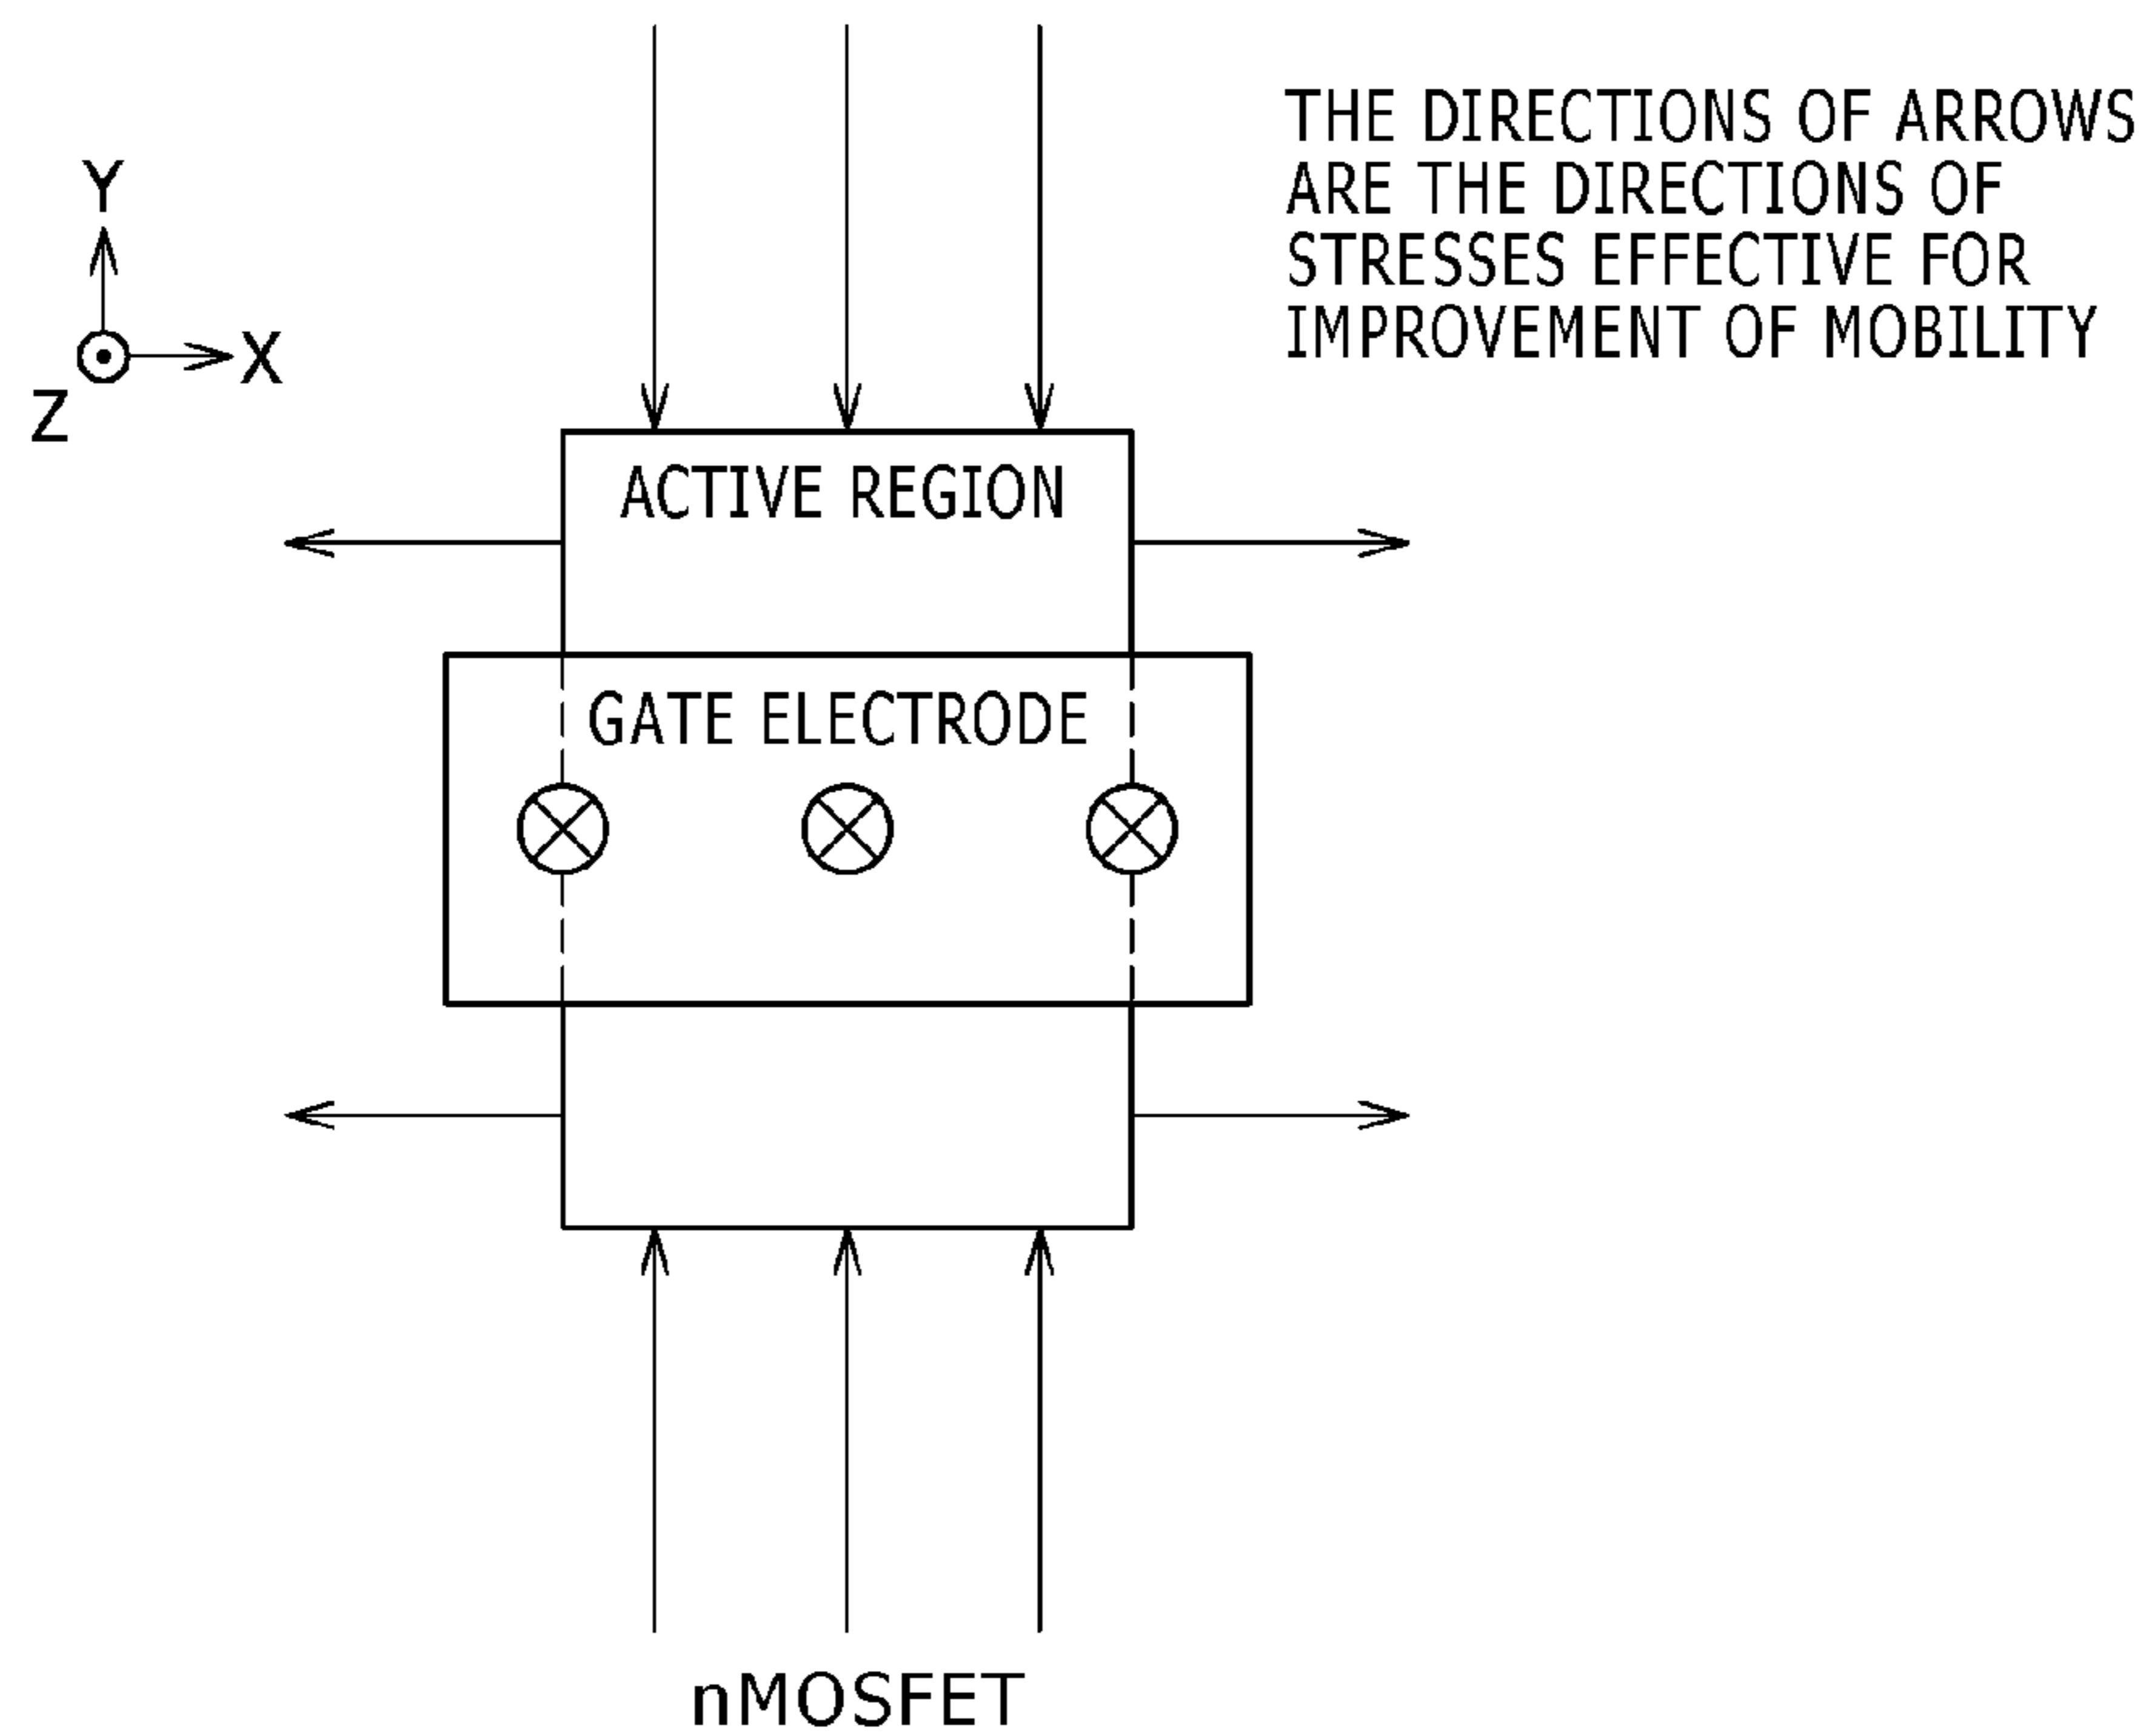 THE DIRECTIONS OF ARROWS
ARE THE DIRECTIONS OF
STRESSES EFFECTIVE FOR
IMPROVEMENT OF MOBILITY
Y
X
Z
ACTIVE REGION
GATE ELECTRODE
nMOSFET